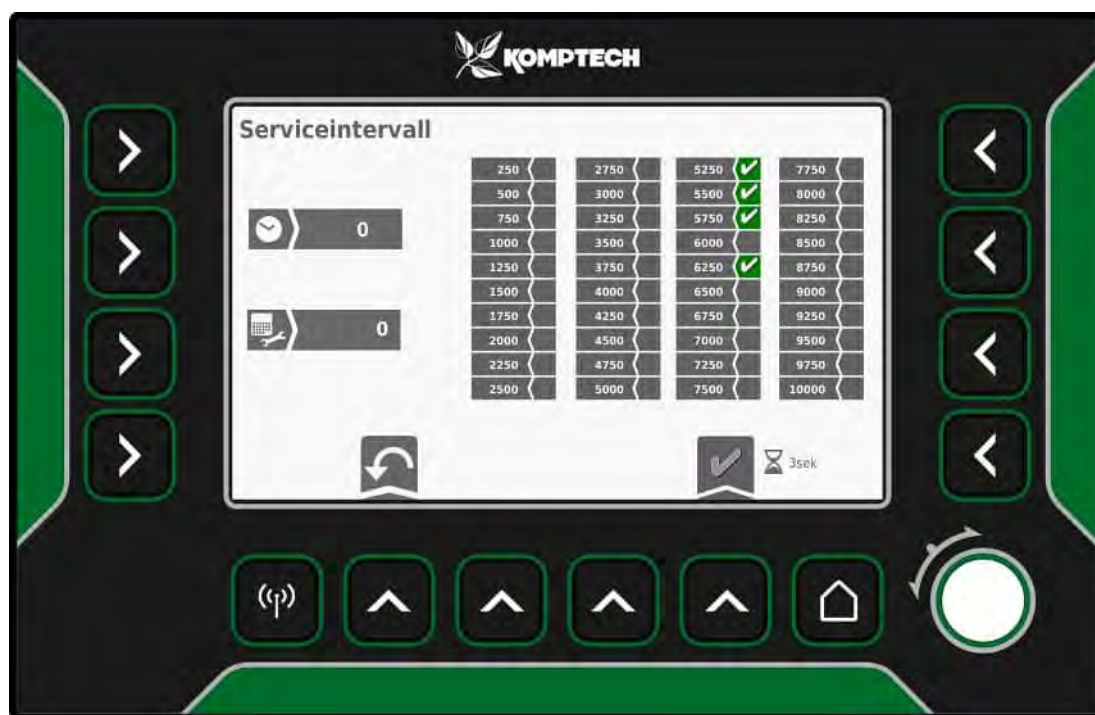 KOMPTECH
Serviceintervall
0
0
250 2750 5250 7750
500 3000 5500 8000
750 3250 5750 8250
1000 3500 6000 8500
1250 3750 6250 8750
1500 4000 6500 9000
1750 4250 6750 9250
2000 4500 7000 9500
2250 4750 7250 9750
2500 5000 7500 10000
3sek